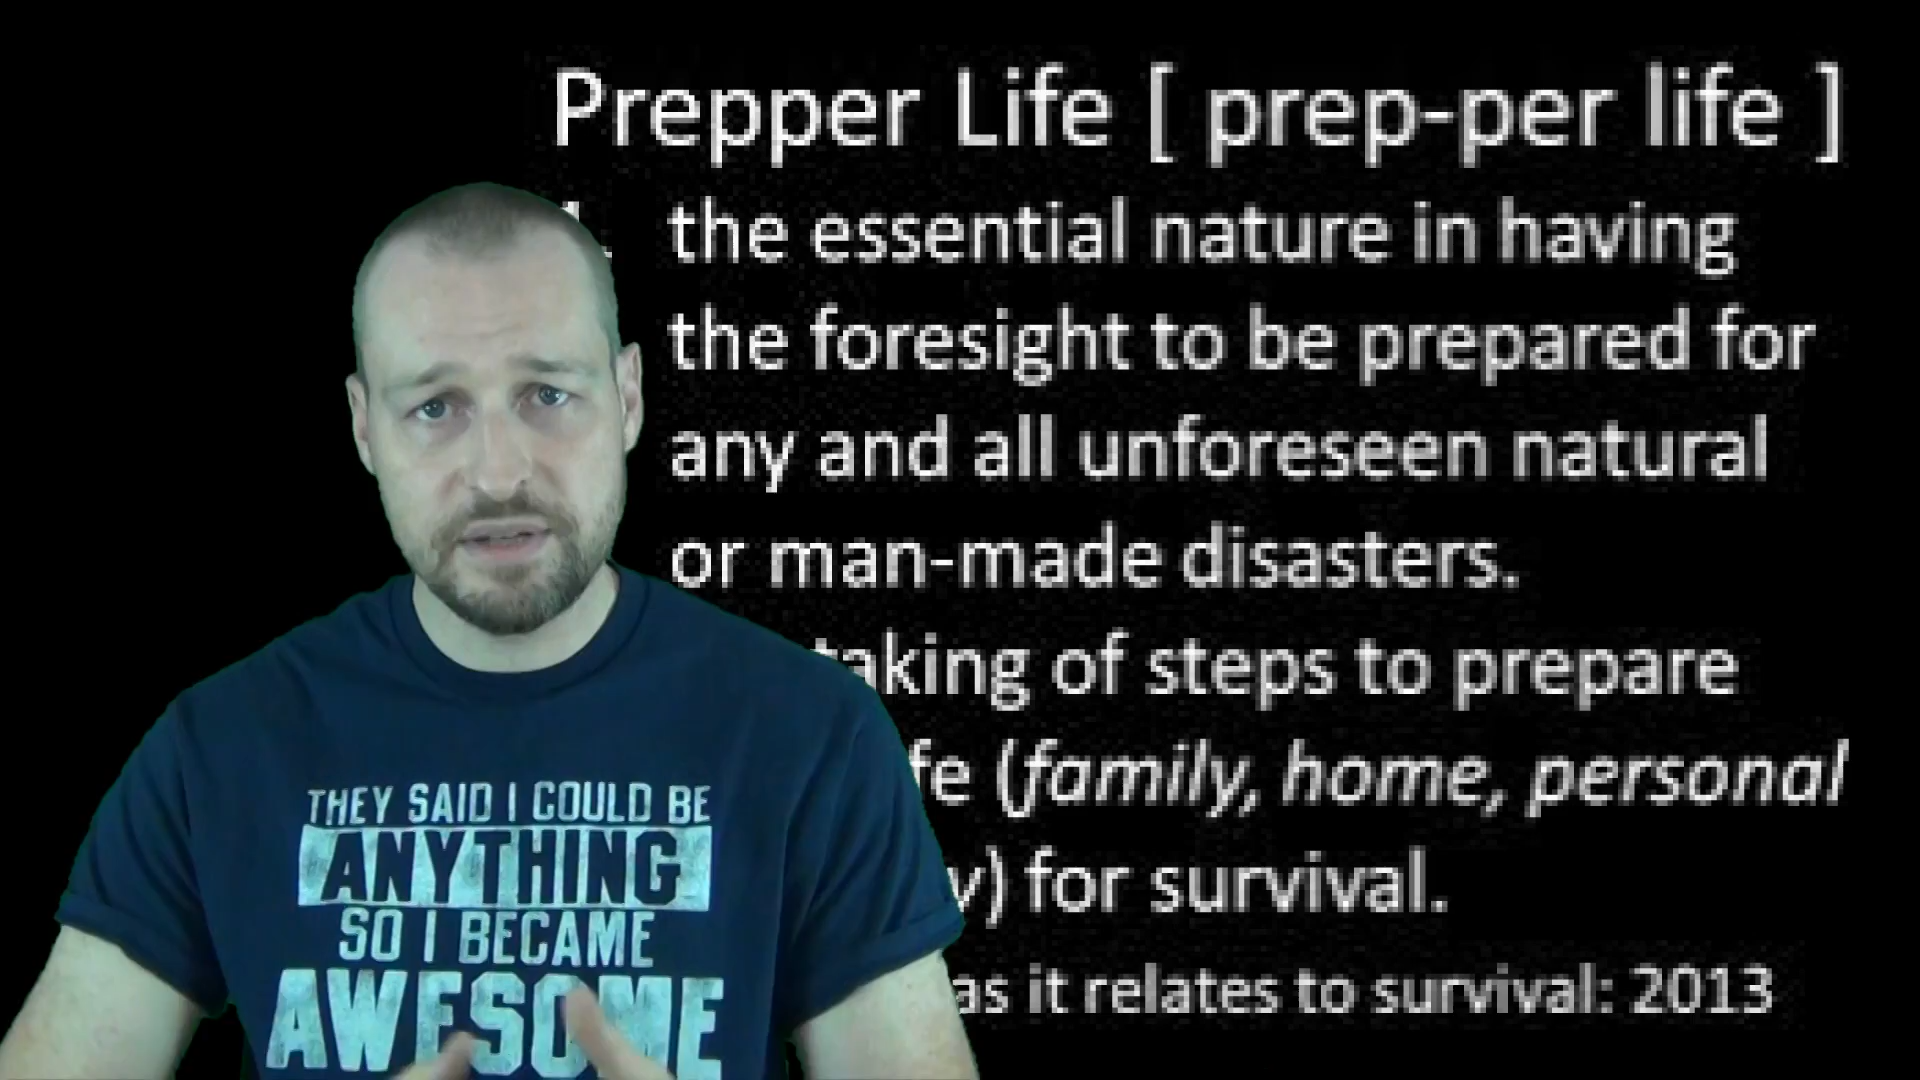 Prepper Life [ prep-per life ]
the essential nature in having
the foresight to be prepared for
any and all unforeseen natural
or man-made disasters.
of steps to prepare
(family, home, personal
for survival.
as it relates to survival: 2013
THEY SAID I COULD BE
ANYTHING
SO I BECAME
AWESOME